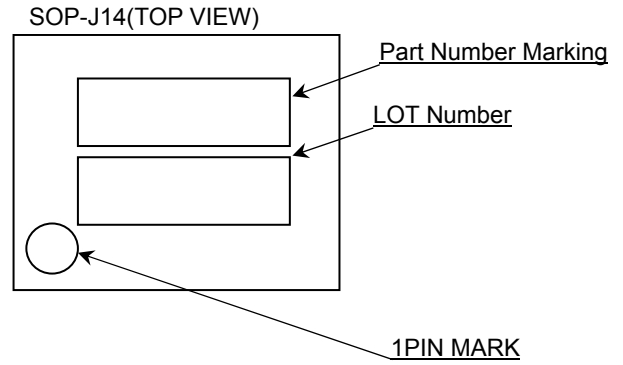 SOP-J14(TOP VIEW)
Part Number Marking
LOT Number
1PIN MARK